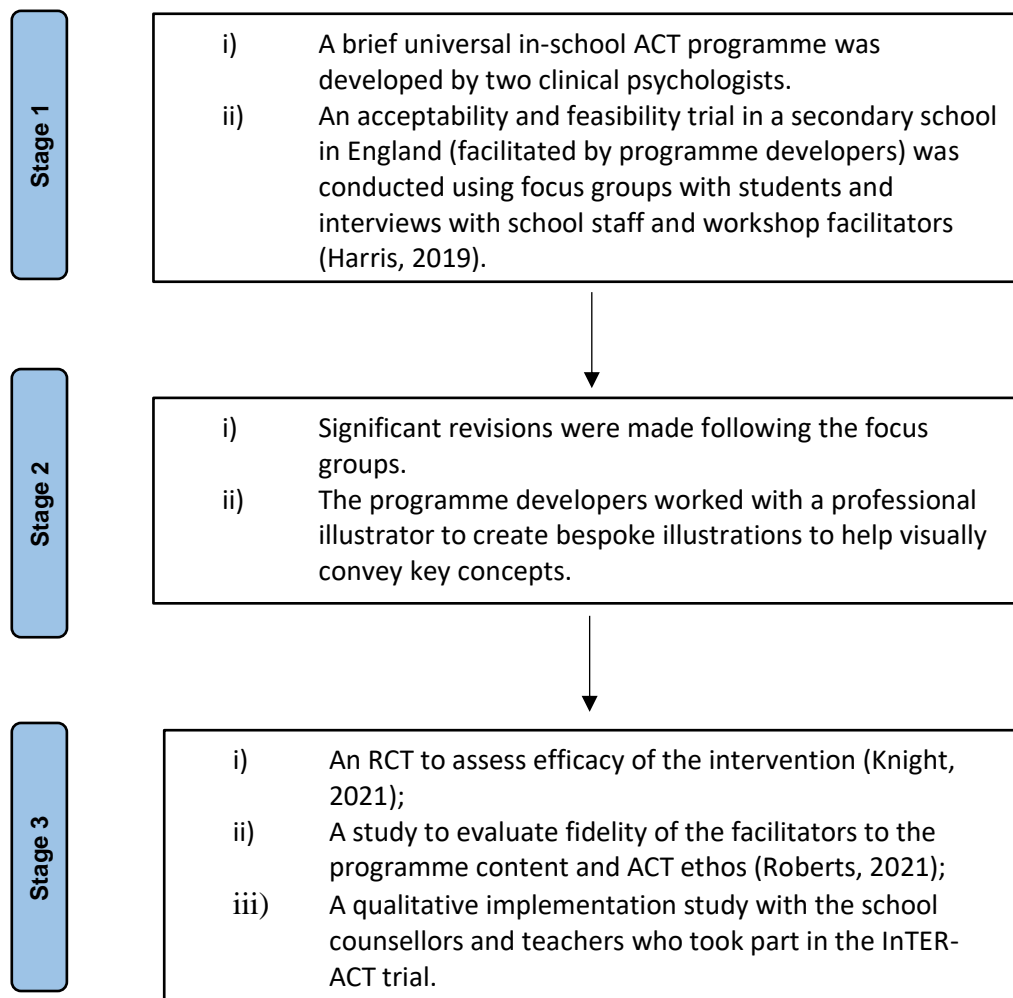 Stage 1
i) A brief universal in-school ACT programme was
developed by two clinical psychologists.
ii) An acceptability and feasibility trial in a secondary school
in England (facilitated by programme developers) was
conducted using focus groups with students and
interviews with school staff and workshop facilitators
(Harris, 2019).
Stage 2
i) Significant revisions were made following the focus
groups.
ii) The programme developers worked with a professional
illustrator to create bespoke illustrations to help visually
convey key concepts.
Stage 3
i) An RCT to assess efficacy of the intervention (Knight,
2021);
ii) A study to evaluate fidelity of the facilitators to the
programme content and ACT ethos (Roberts, 2021);
iii) A qualitative implementation study with the school
counsellors and teachers who took part in the InTER-
ACT trial.